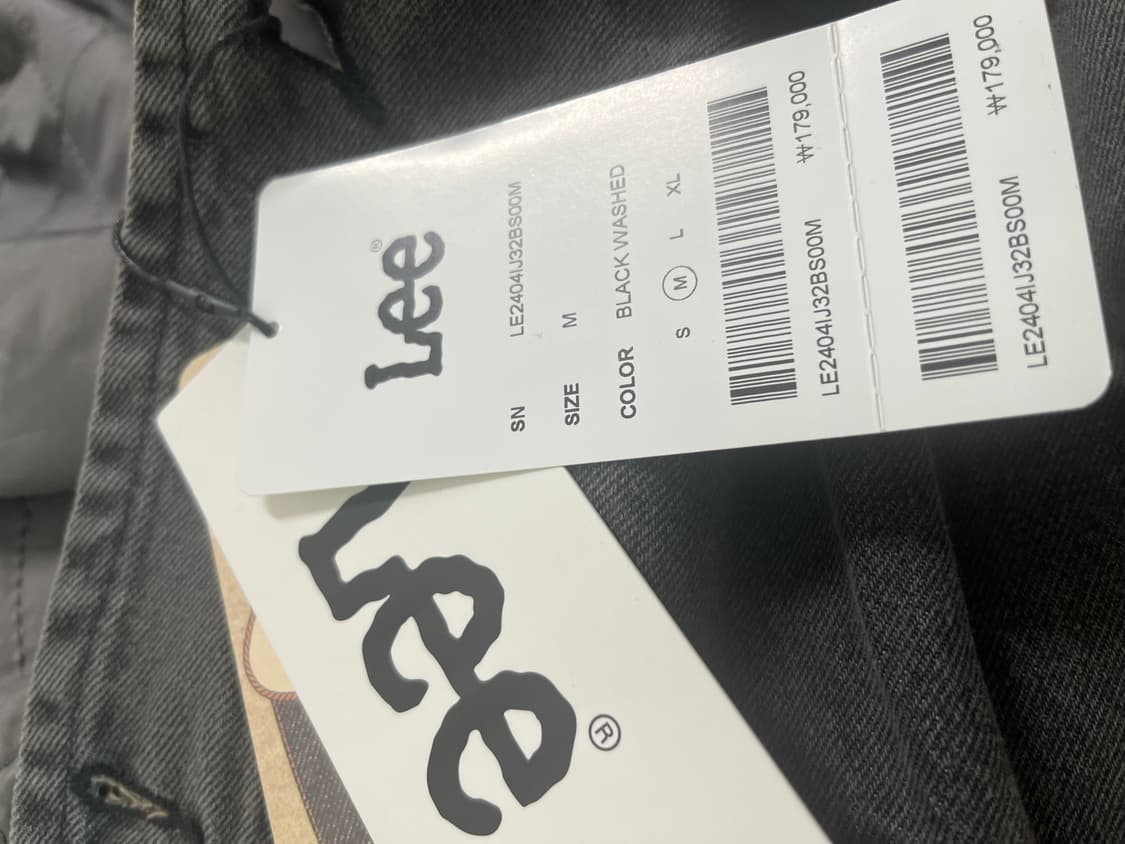 Lee®
SN LE2404IJ32BS00M
SIZE M
COLOR BLACK WASHED
S M L XL
LE2404IJ32BS00M ₩179,000
LE2404IJ32BS00M ₩179,000
Lee®